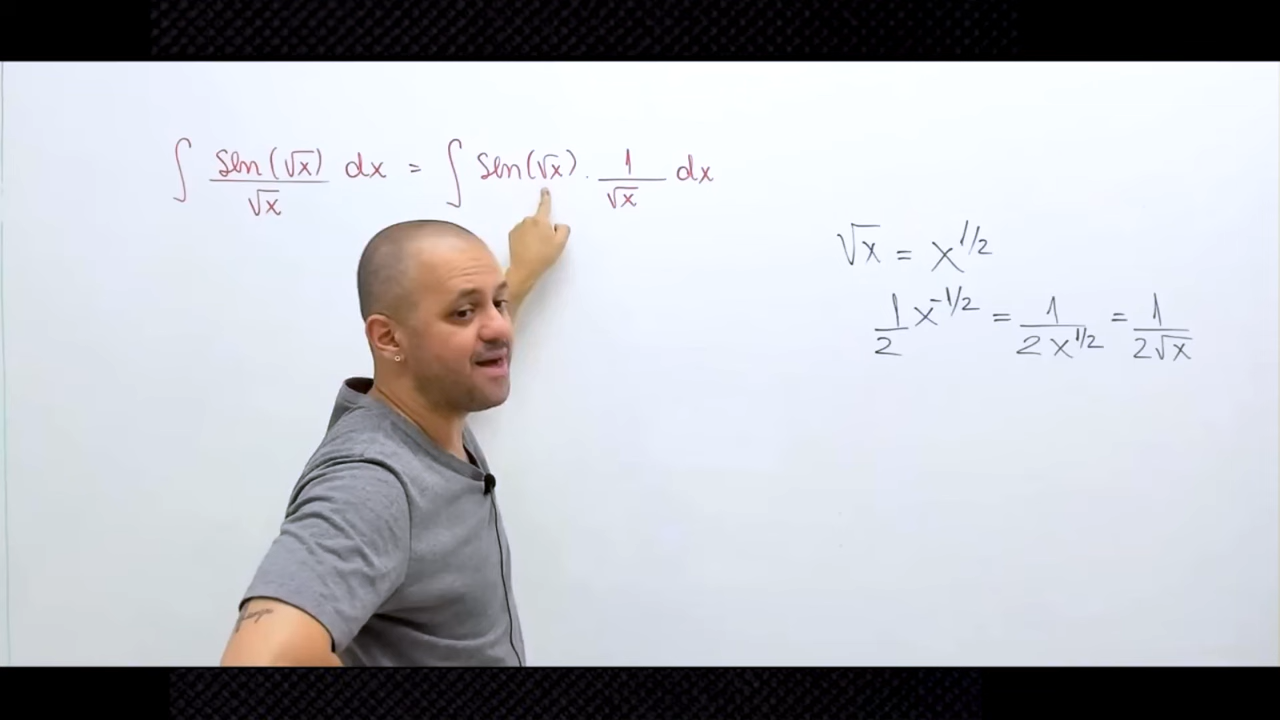 ∫ sen(√x)/√x dx = ∫ sen(√x) · 1/√x dx
√x = x^1/2
1/2 x^-1/2 = 1/(2x^1/2) = 1/(2√x)